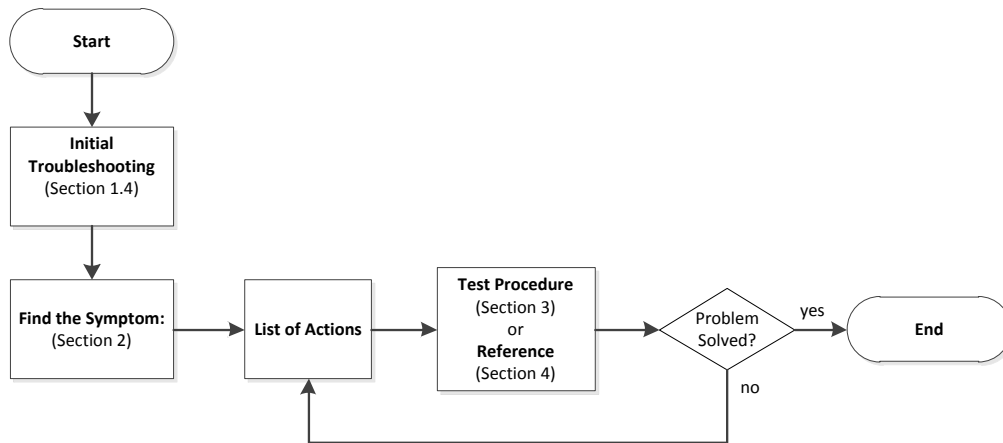 Start
Initial
Troubleshooting
(Section 1.4)
Find the Symptom:
(Section 2)
List of Actions
Test Procedure
(Section 3)
or
Reference
(Section 4)
Problem
Solved?
yes
no
End